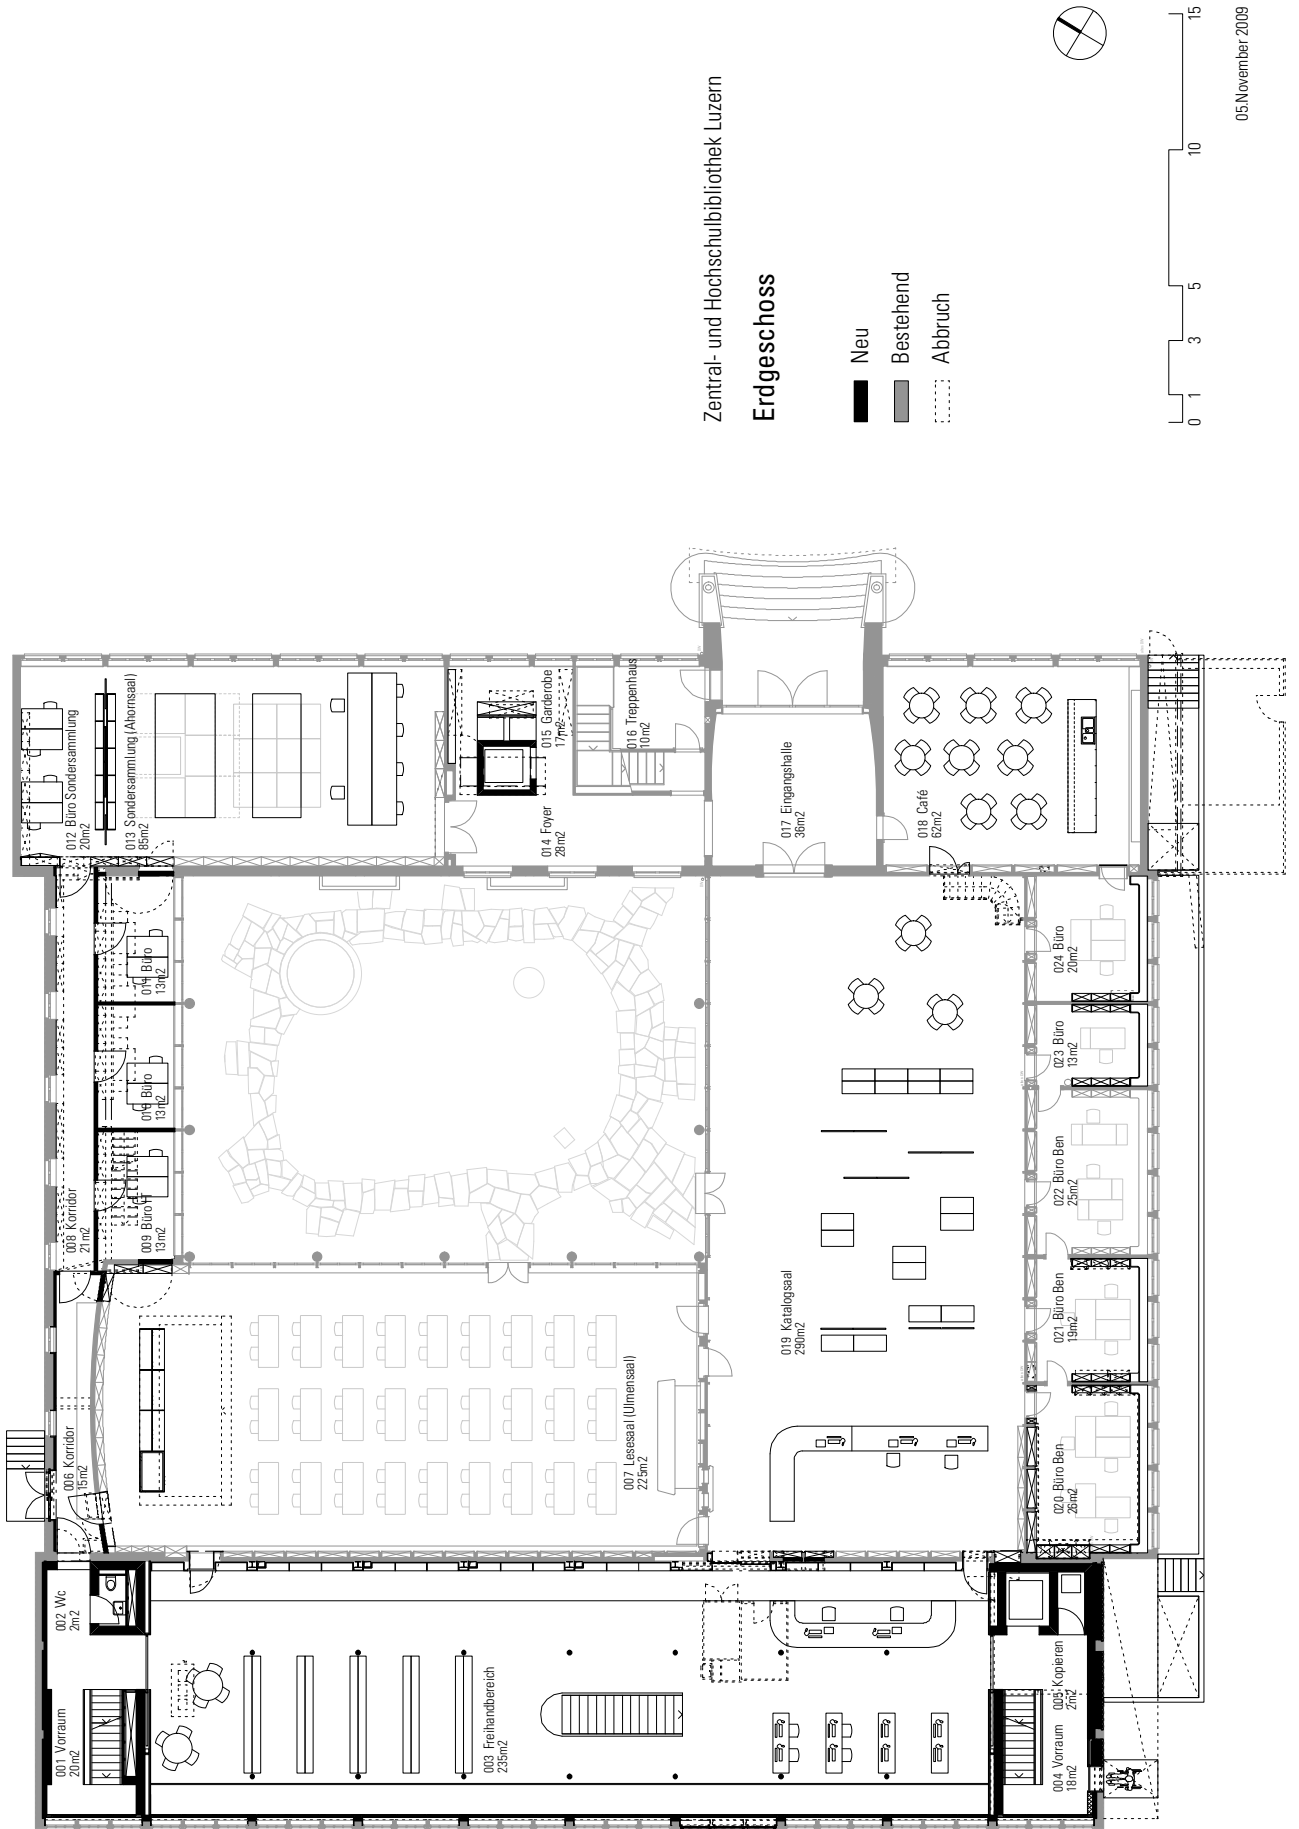 Zentral- und Hochschulbibliothek Luzern
Erdgeschoss
Neu
Bestehend
Abbruch
0 1 3 5 10 15
05.November 2009
001 Vorraum
20m2
002 Wc
2m2
003 Freihandbereich
235m2
004 Vorraum
18m2
005 Kopieren
2m2
006 Korridor
15m2
007 Lesesaal (Ulmensaal)
225m2
008 Korridor
21m2
009 Büro IT
13m2
010 Büro
13m2
011 Büro
13m2
012 Büro Sondersammlung
20m2
013 Sondersammlung (Ahornsaal)
85m2
014 Foyer
28m2
015 Garderobe
17m2
016 Treppenhaus
10m2
017 Eingangshalle
36m2
018 Café
62m2
019 Katalogsaal
290m2
020 Büro Ben
26m2
021 Büro Ben
19m2
022 Büro Ben
25m2
023 Büro
13m2
024 Büro
20m2